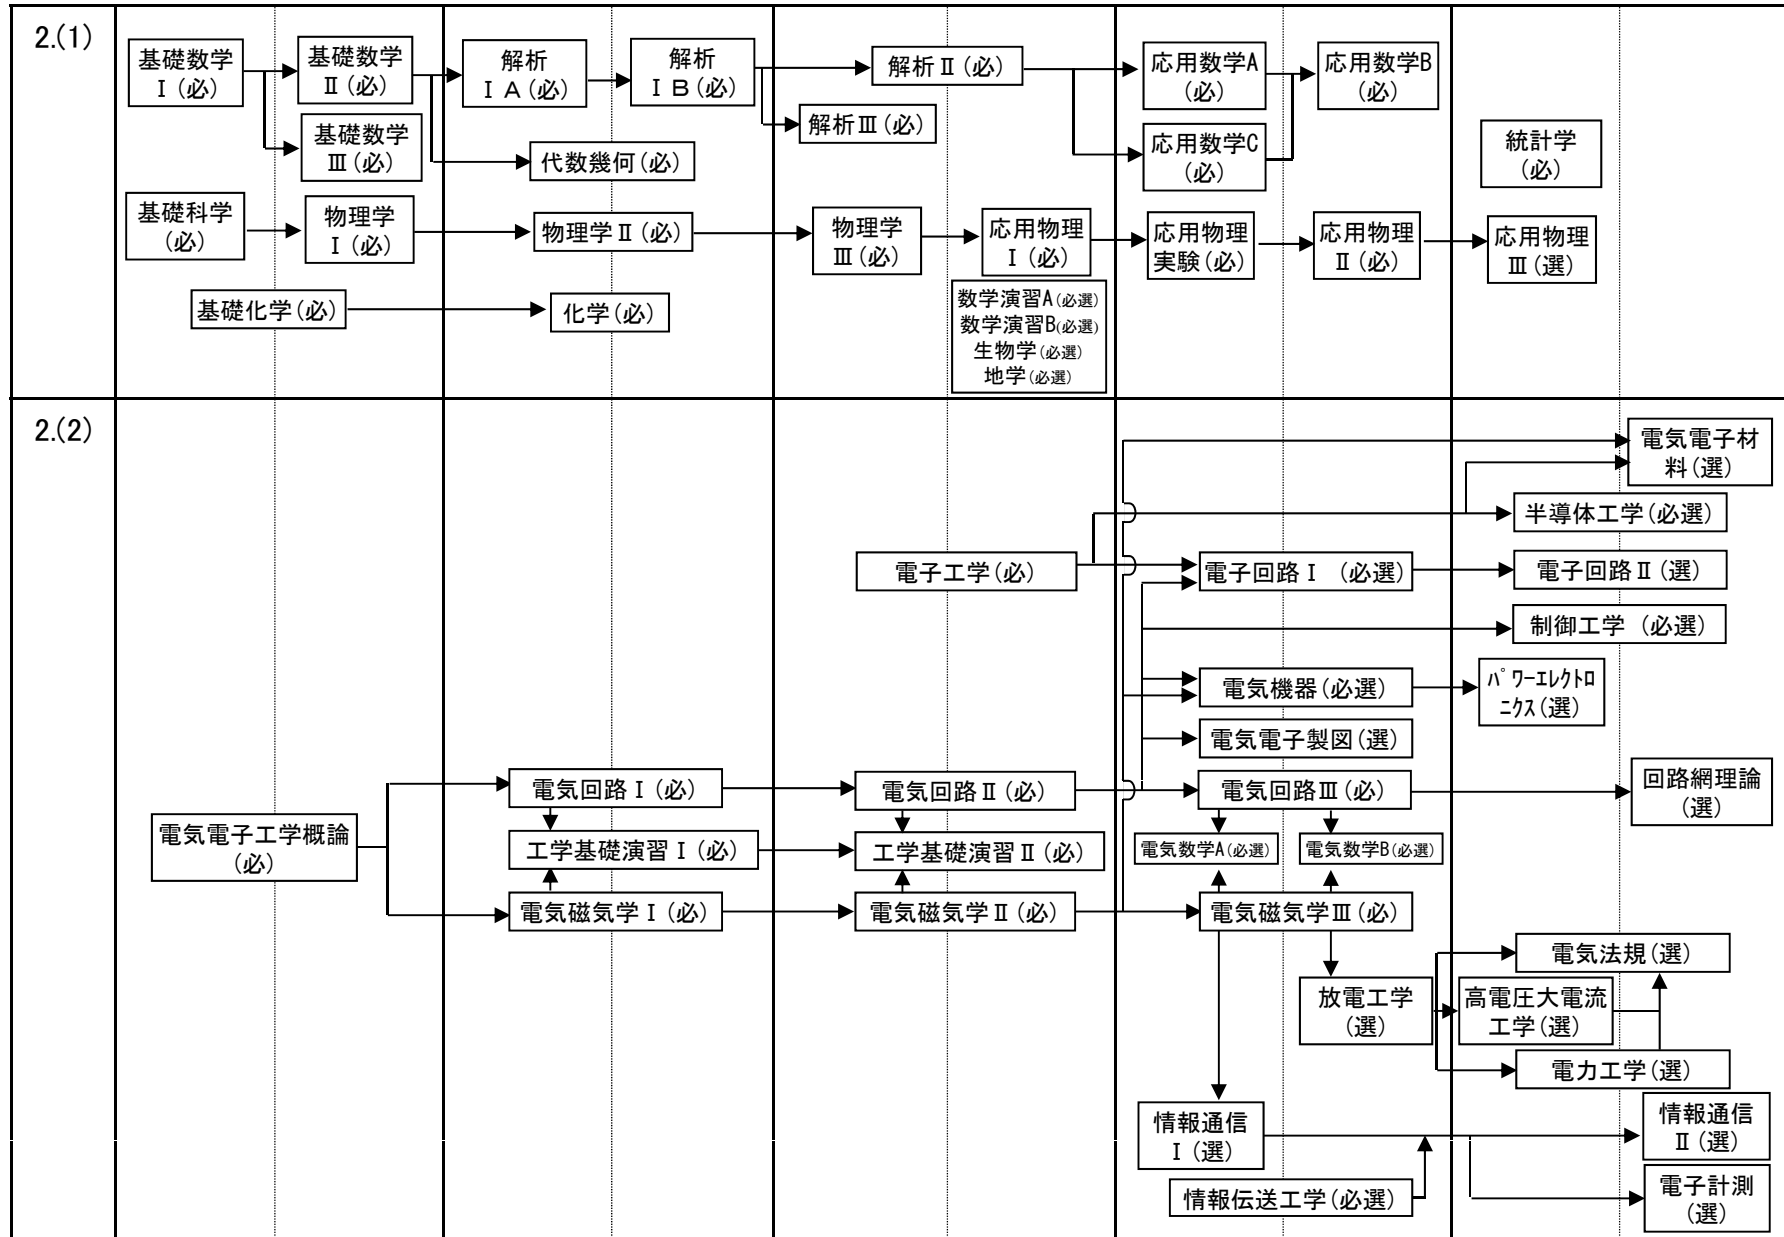 2.(1)
基礎数学
Ⅰ(必)
基礎数学
Ⅱ(必)
解析
Ⅰ A(必)
解析
Ⅰ B(必)
解析Ⅱ(必)
応用数学A
(必)
応用数学B
(必)
基礎数学
Ⅲ(必)
解析Ⅲ(必)
代数幾何(必)
応用数学C
(必)
統計学
(必)
基礎科学
(必)
物理学
Ⅰ(必)
物理学Ⅱ(必)
物理学
Ⅲ(必)
応用物理
Ⅰ(必)
応用物理
実験(必)
応用物理
Ⅱ(必)
応用物理
Ⅲ(選)
基礎化学(必)
化学(必)
数学演習A(必選)
数学演習B(必選)
生物学(必選)
地学(必選)
2.(2)
電気電子材
料(選)
半導体工学(必選)
電子工学(必)
電子回路Ⅰ (必選)
電子回路Ⅱ(選)
制御工学 (必選)
電気機器(必選)
パワーエレクトロ
ニクス(選)
電気電子製図(選)
電気回路Ⅰ(必)
電気回路Ⅱ(必)
電気回路Ⅲ(必)
回路網理論
(選)
電気電子工学概論
(必)
工学基礎演習Ⅰ(必)
工学基礎演習Ⅱ(必)
電気数学A(必選)
電気数学B(必選)
電気磁気学Ⅰ(必)
電気磁気学Ⅱ(必)
電気磁気学Ⅲ(必)
電気法規(選)
放電工学
(選)
高電圧大電流
工学(選)
電力工学(選)
情報通信
Ⅰ(選)
情報通信
Ⅱ(選)
情報伝送工学(必選)
電子計測
(選)